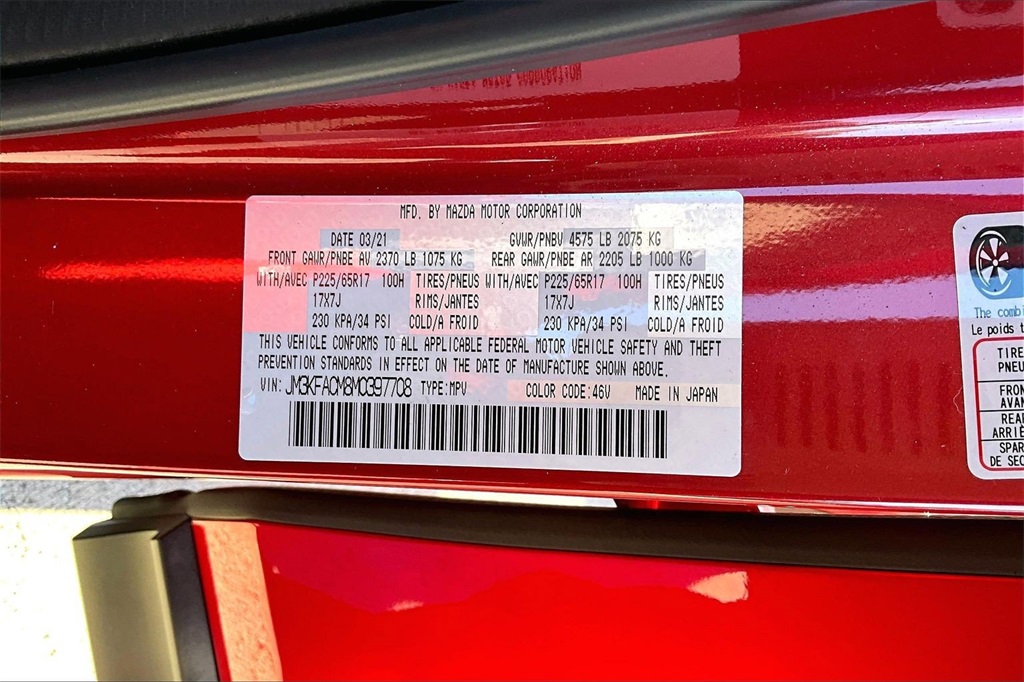 MFD. BY MAZDA MOTOR CORPORATION
DATE 03/21 GVWR/PNBV 4575 LB 2075 KG
FRONT GAWR/PNBE AV 2370 LB 1075 KG REAR GAWR/PNBE AR 2205 LB 1000 KG
WITH/AVEC P225/65R17 100H TIRES/PNEUS WITH/AVEC P225/65R17 100H TIRES/PNEUS
17X7J RIMS/JANTES 17X7J RIMS/JANTES
230 KPA/34 PSI COLD/A FROID 230 KPA/34 PSI COLD/A FROID
THIS VEHICLE CONFORMS TO ALL APPLICABLE FEDERAL MOTOR VEHICLE SAFETY AND THEFT
PREVENTION STANDARDS IN EFFECT ON THE DATE OF MANUFACTURE SHOWN ABOVE.
VIN: JM3KFACM8M0397708 TYPE:MPV COLOR CODE:46V MADE IN JAPAN
The combi
Le poids t
TIRE
PNEU
FRON
AVAN
REAR
ARRIÈ
SPAR
DE SEC